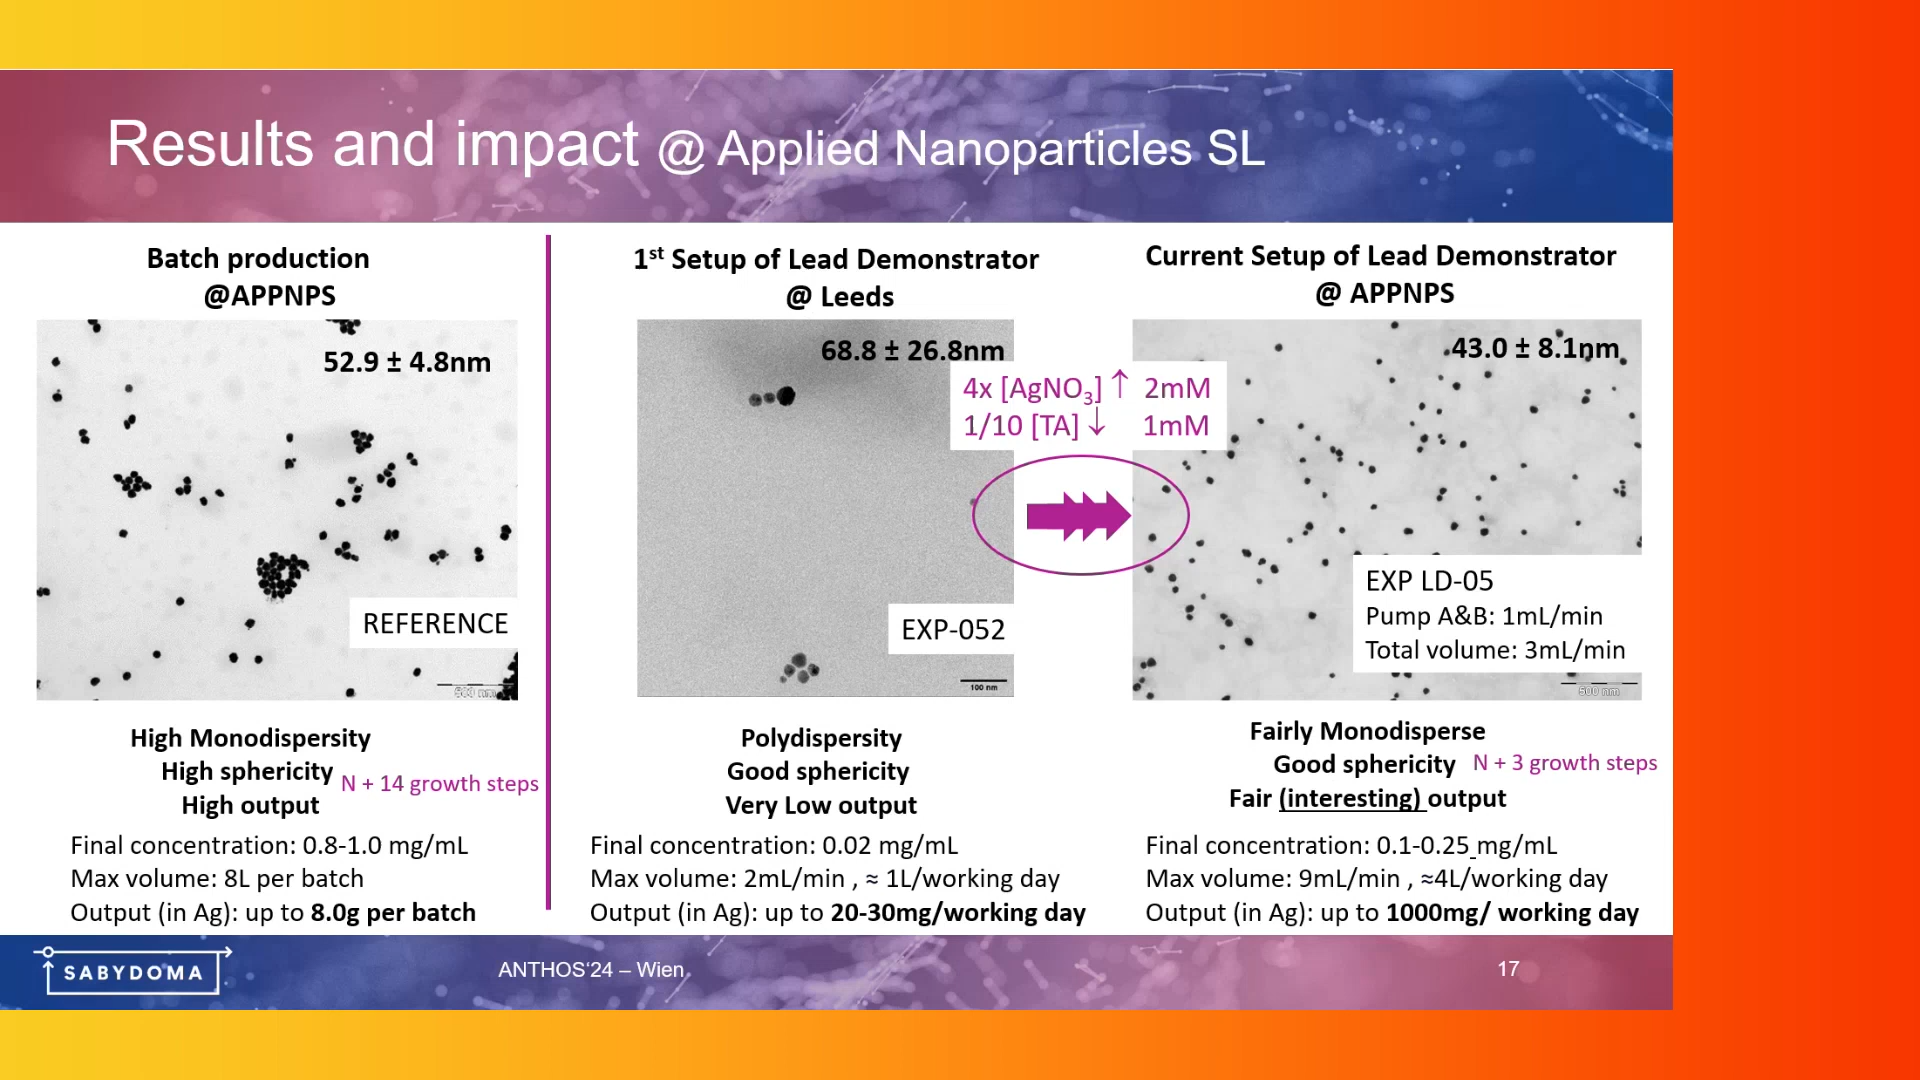 Results and impact @ Applied Nanoparticles SL
Batch production
@APPNPS
52.9 ± 4.8nm
REFERENCE
500 nm
High Monodispersity
High sphericity
N + 14 growth steps
High output
Final concentration: 0.8-1.0 mg/mL
Max volume: 8L per batch
Output (in Ag): up to 8.0g per batch
1st Setup of Lead Demonstrator
@ Leeds
68.8 ± 26.8nm
4x [AgNO3] ↑ 2mM
1/10 [TA] ↓ 1mM
EXP-052
100 nm
Polydispersity
Good sphericity
Very Low output
Final concentration: 0.02 mg/mL
Max volume: 2mL/min , ≈ 1L/working day
Output (in Ag): up to 20-30mg/working day
Current Setup of Lead Demonstrator
@ APPNPS
43.0 ± 8.1nm
EXP LD-05
Pump A&B: 1mL/min
Total volume: 3mL/min
500 nm
Fairly Monodisperse
Good sphericity
N + 3 growth steps
Fair (interesting) output
Final concentration: 0.1-0.25 mg/mL
Max volume: 9mL/min , ≈4L/working day
Output (in Ag): up to 1000mg/ working day
SABYDOMA
ANTHOS‘24 – Wien
17